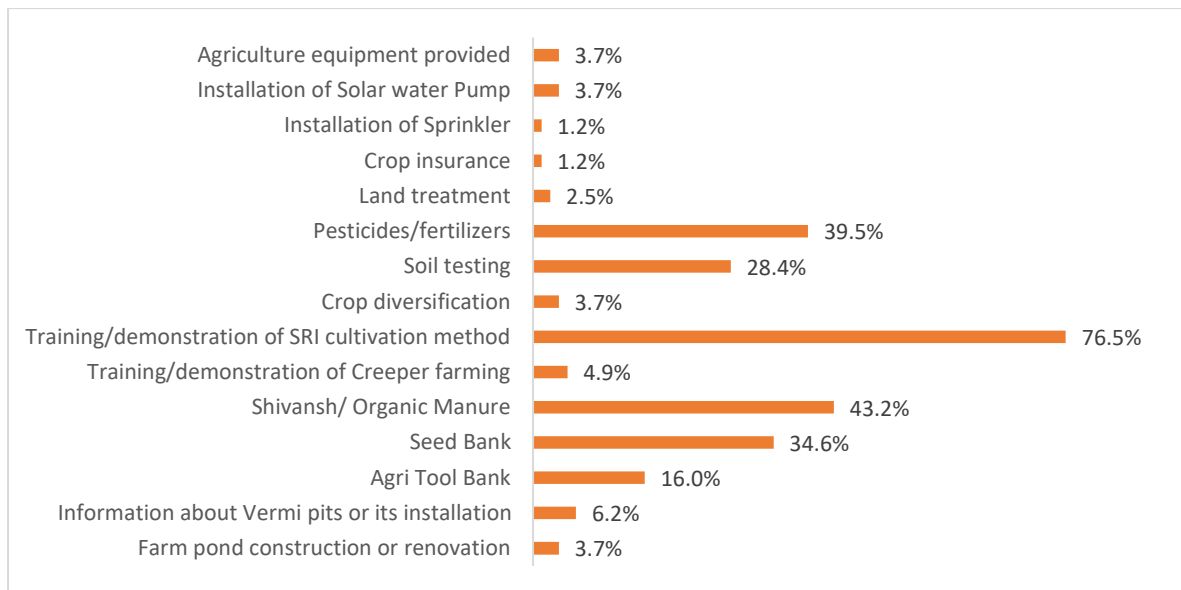 Agriculture equipment provided 3.7%
Installation of Solar water Pump 3.7%
Installation of Sprinkler 1.2%
Crop insurance 1.2%
Land treatment 2.5%
Pesticides/fertilizers 39.5%
Soil testing 28.4%
Crop diversification 3.7%
Training/demonstration of SRI cultivation method 76.5%
Training/demonstration of Creeper farming 4.9%
Shivansh/ Organic Manure 43.2%
Seed Bank 34.6%
Agri Tool Bank 16.0%
Information about Vermi pits or its installation 6.2%
Farm pond construction or renovation 3.7%